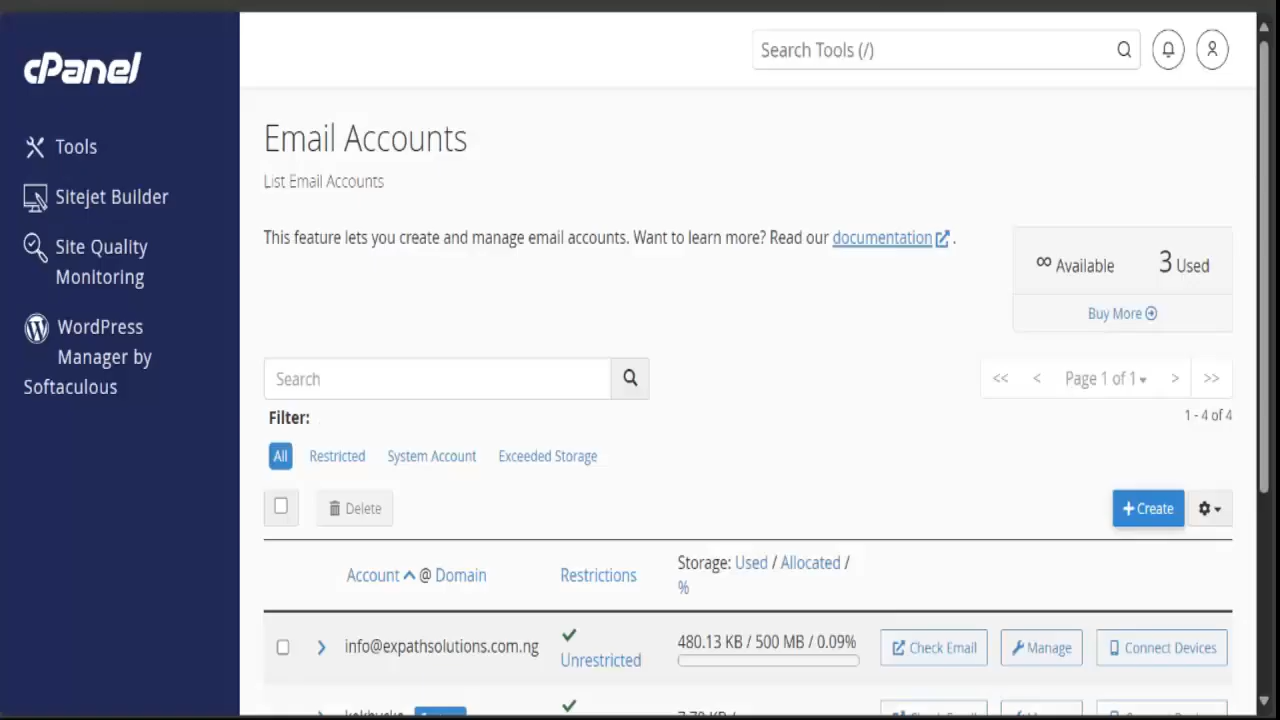 cPanel
Search Tools (/)
Tools
Sitejet Builder
Site Quality
Monitoring
WordPress
Manager by
Softaculous
Email Accounts
List Email Accounts
This feature lets you create and manage email accounts. Want to learn more? Read our documentation .
∞ Available 3 Used
Buy More
Search
<< < Page 1 of 1 > >>
1 - 4 of 4
Filter:
All Restricted System Account Exceeded Storage
Delete
Create
Account @ Domain Restrictions Storage: Used / Allocated /
%
info@expathsolutions.com.ng Unrestricted 480.13 KB / 500 MB / 0.09% Check Email Manage Connect Devices